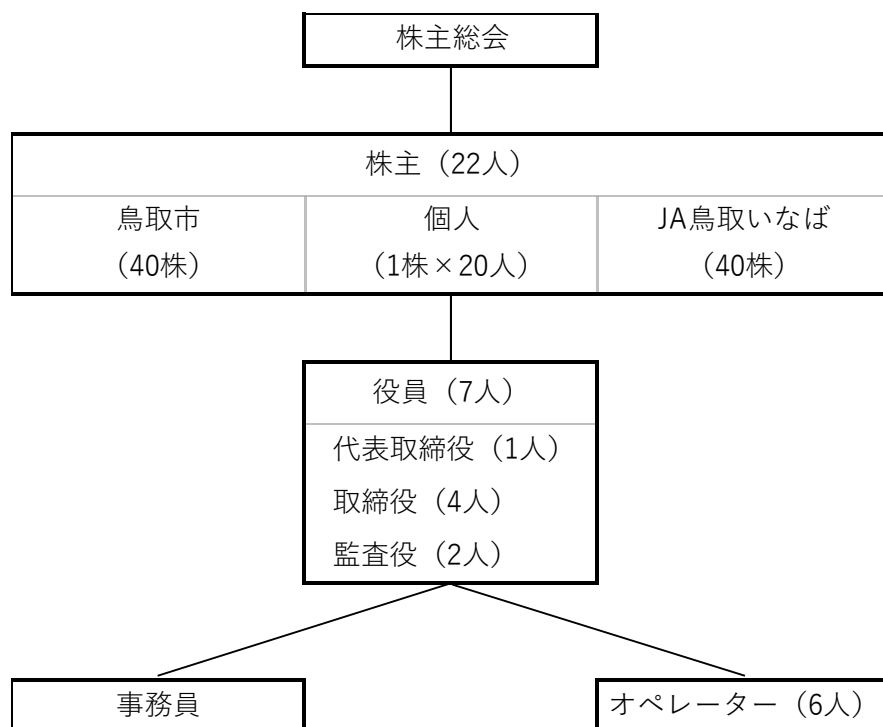 株主総会
株主（22人）
鳥取市
（40株）
個人
（1株×20人）
JA鳥取いなば
（40株）
役員（7人）
代表取締役（1人）
取締役（4人）
監査役（2人）
事務員
オペレーター（6人）